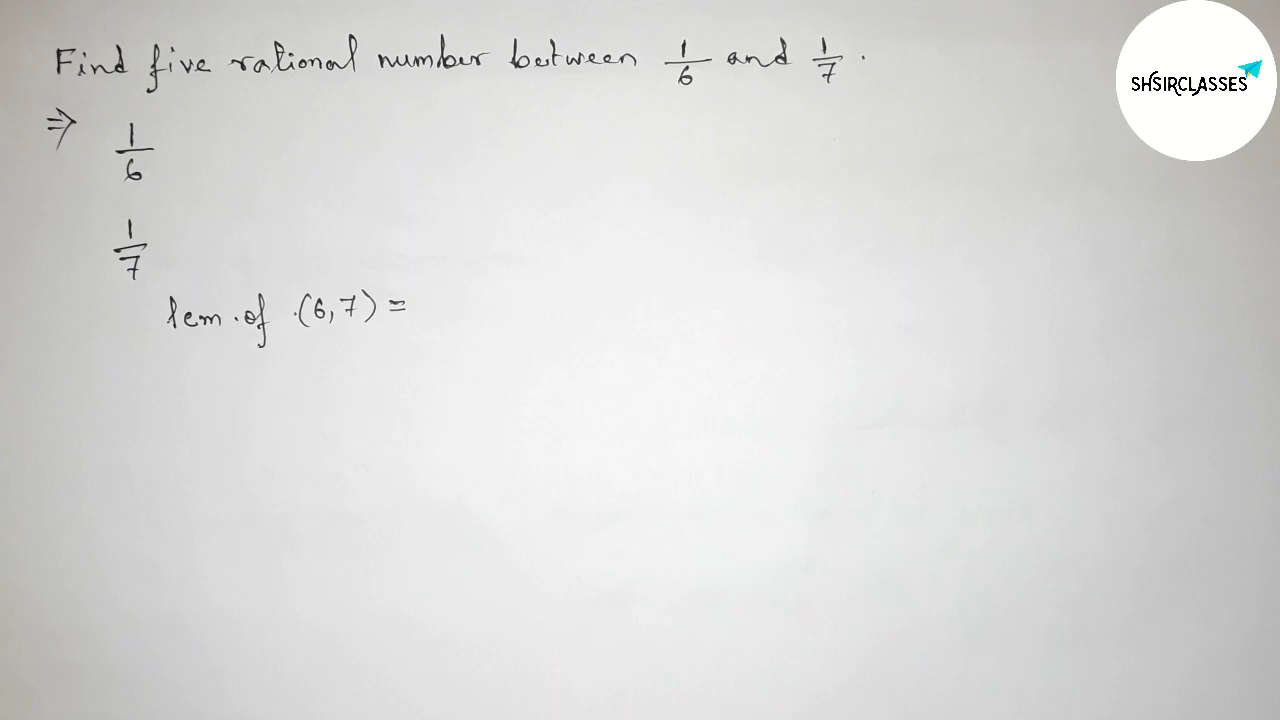 Find five rational number between 1/6 and 1/7.
SHSIRCLASSES
⇒ 1/6
1/7
lcm. of .(6,7) =